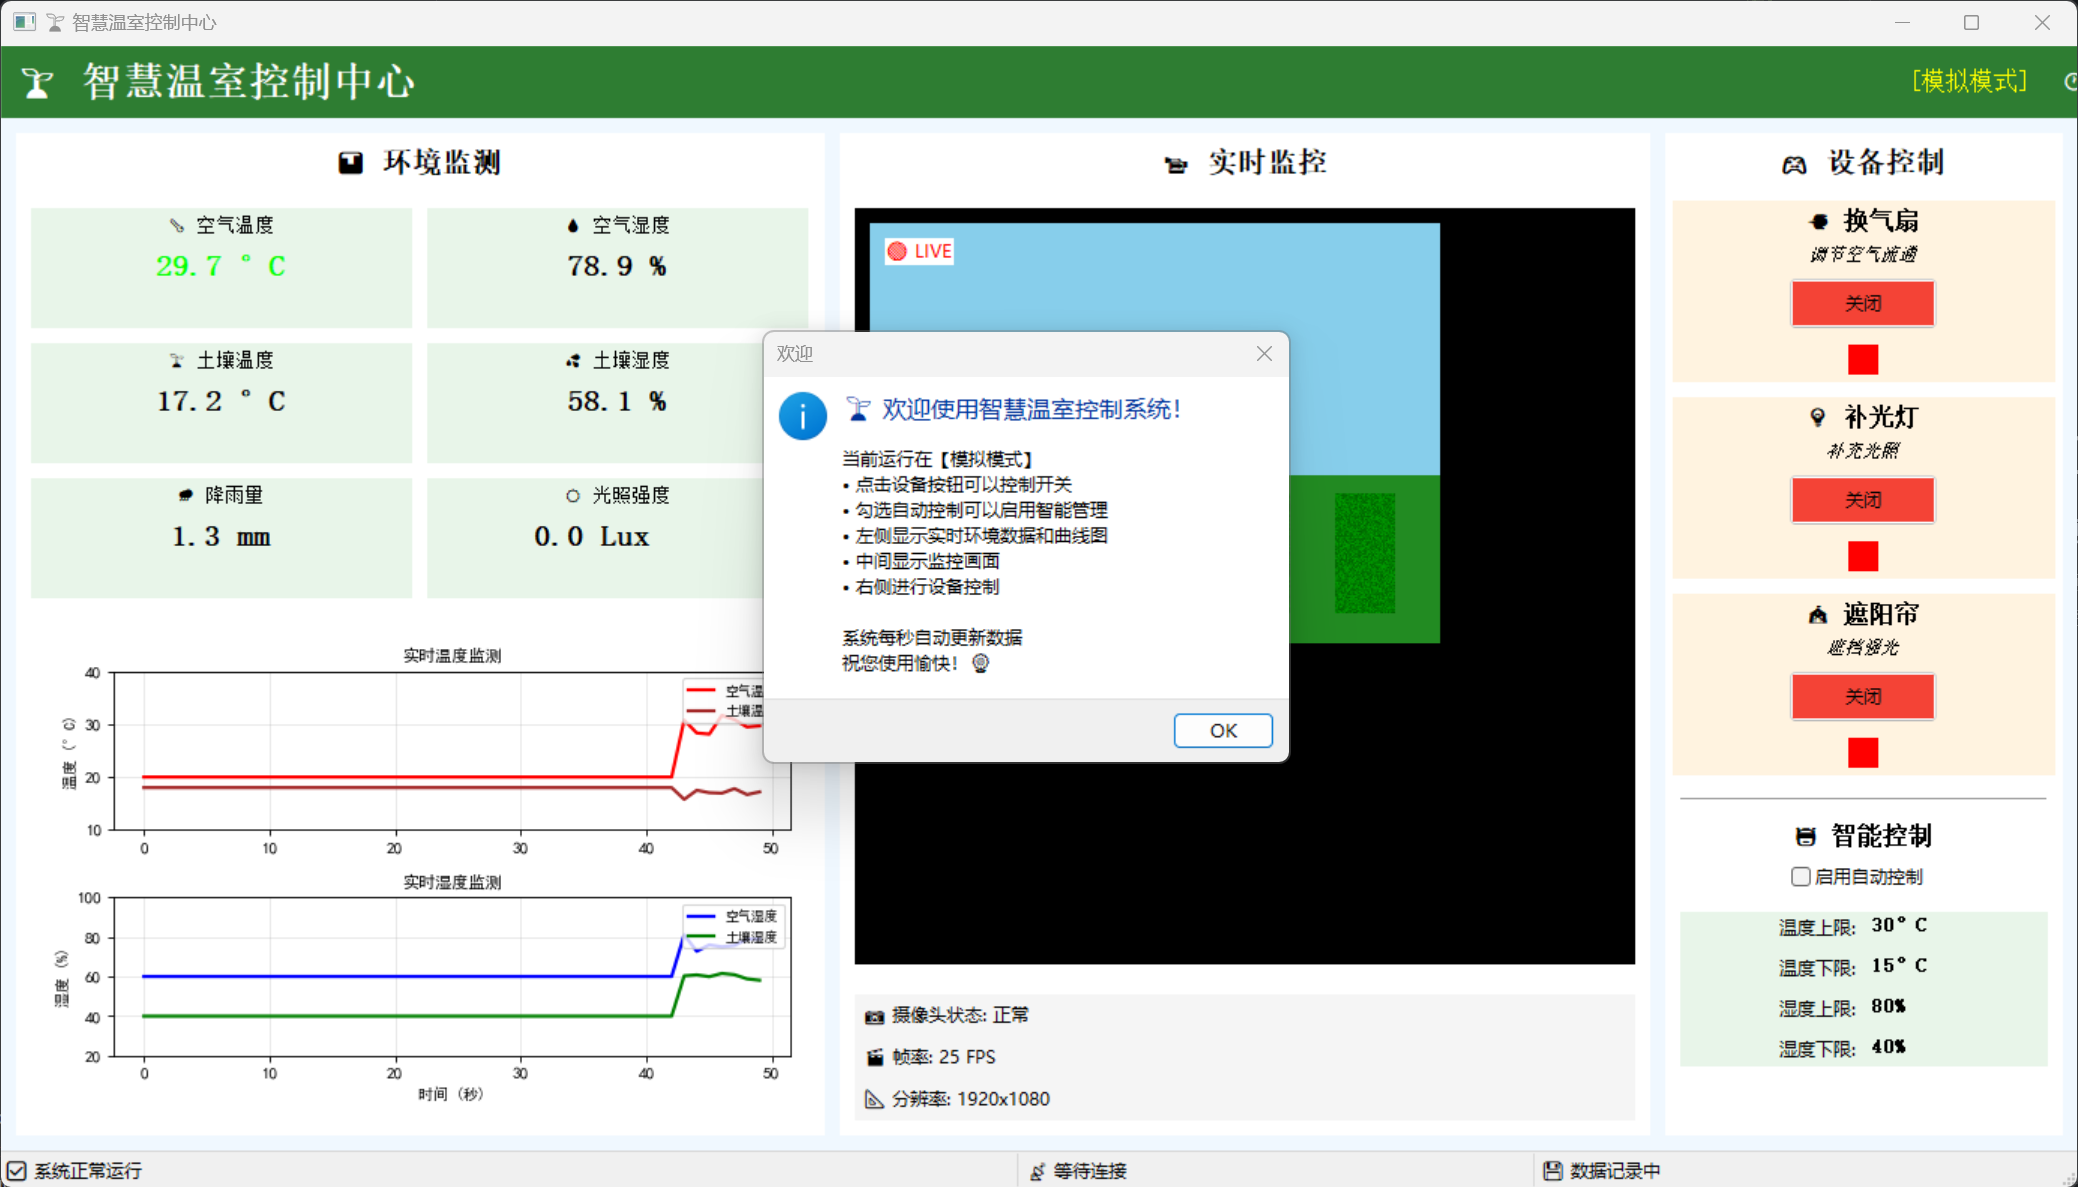 智慧温室控制中心
智慧温室控制中心
[模拟模式]
环境监测
空气温度
29.7 ° C
空气湿度
78.9 %
土壤温度
17.2 ° C
土壤湿度
58.1 %
降雨量
1.3 mm
光照强度
0.0 Lux
实时温度监测
40
30
20
10
温度 (° C)
空气温
土壤温
0 10 20 30 40 50
实时湿度监测
100
80
60
40
20
湿度 (%)
空气湿度
土壤湿度
0 10 20 30 40 50
时间 (秒)
实时监控
LIVE
欢迎
欢迎使用智慧温室控制系统！
当前运行在【模拟模式】
• 点击设备按钮可以控制开关
• 勾选自动控制可以启用智能管理
• 左侧显示实时环境数据和曲线图
• 中间显示监控画面
• 右侧进行设备控制
系统每秒自动更新数据
祝您使用愉快！
OK
摄像头状态: 正常
帧率: 25 FPS
分辨率: 1920x1080
设备控制
换气扇
调节空气流通
关闭
补光灯
补充光照
关闭
遮阳帘
遮挡强光
关闭
智能控制
启用自动控制
温度上限: 30° C
温度下限: 15° C
湿度上限: 80%
湿度下限: 40%
系统正常运行
等待连接
数据记录中